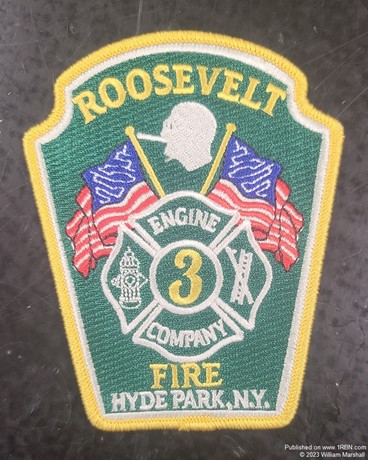 ROOSEVELT
ENGINE
3
COMPANY
FIRE
HYDE PARK, N.Y.
Published on www.1RBN.com
© 2023 William Marshall